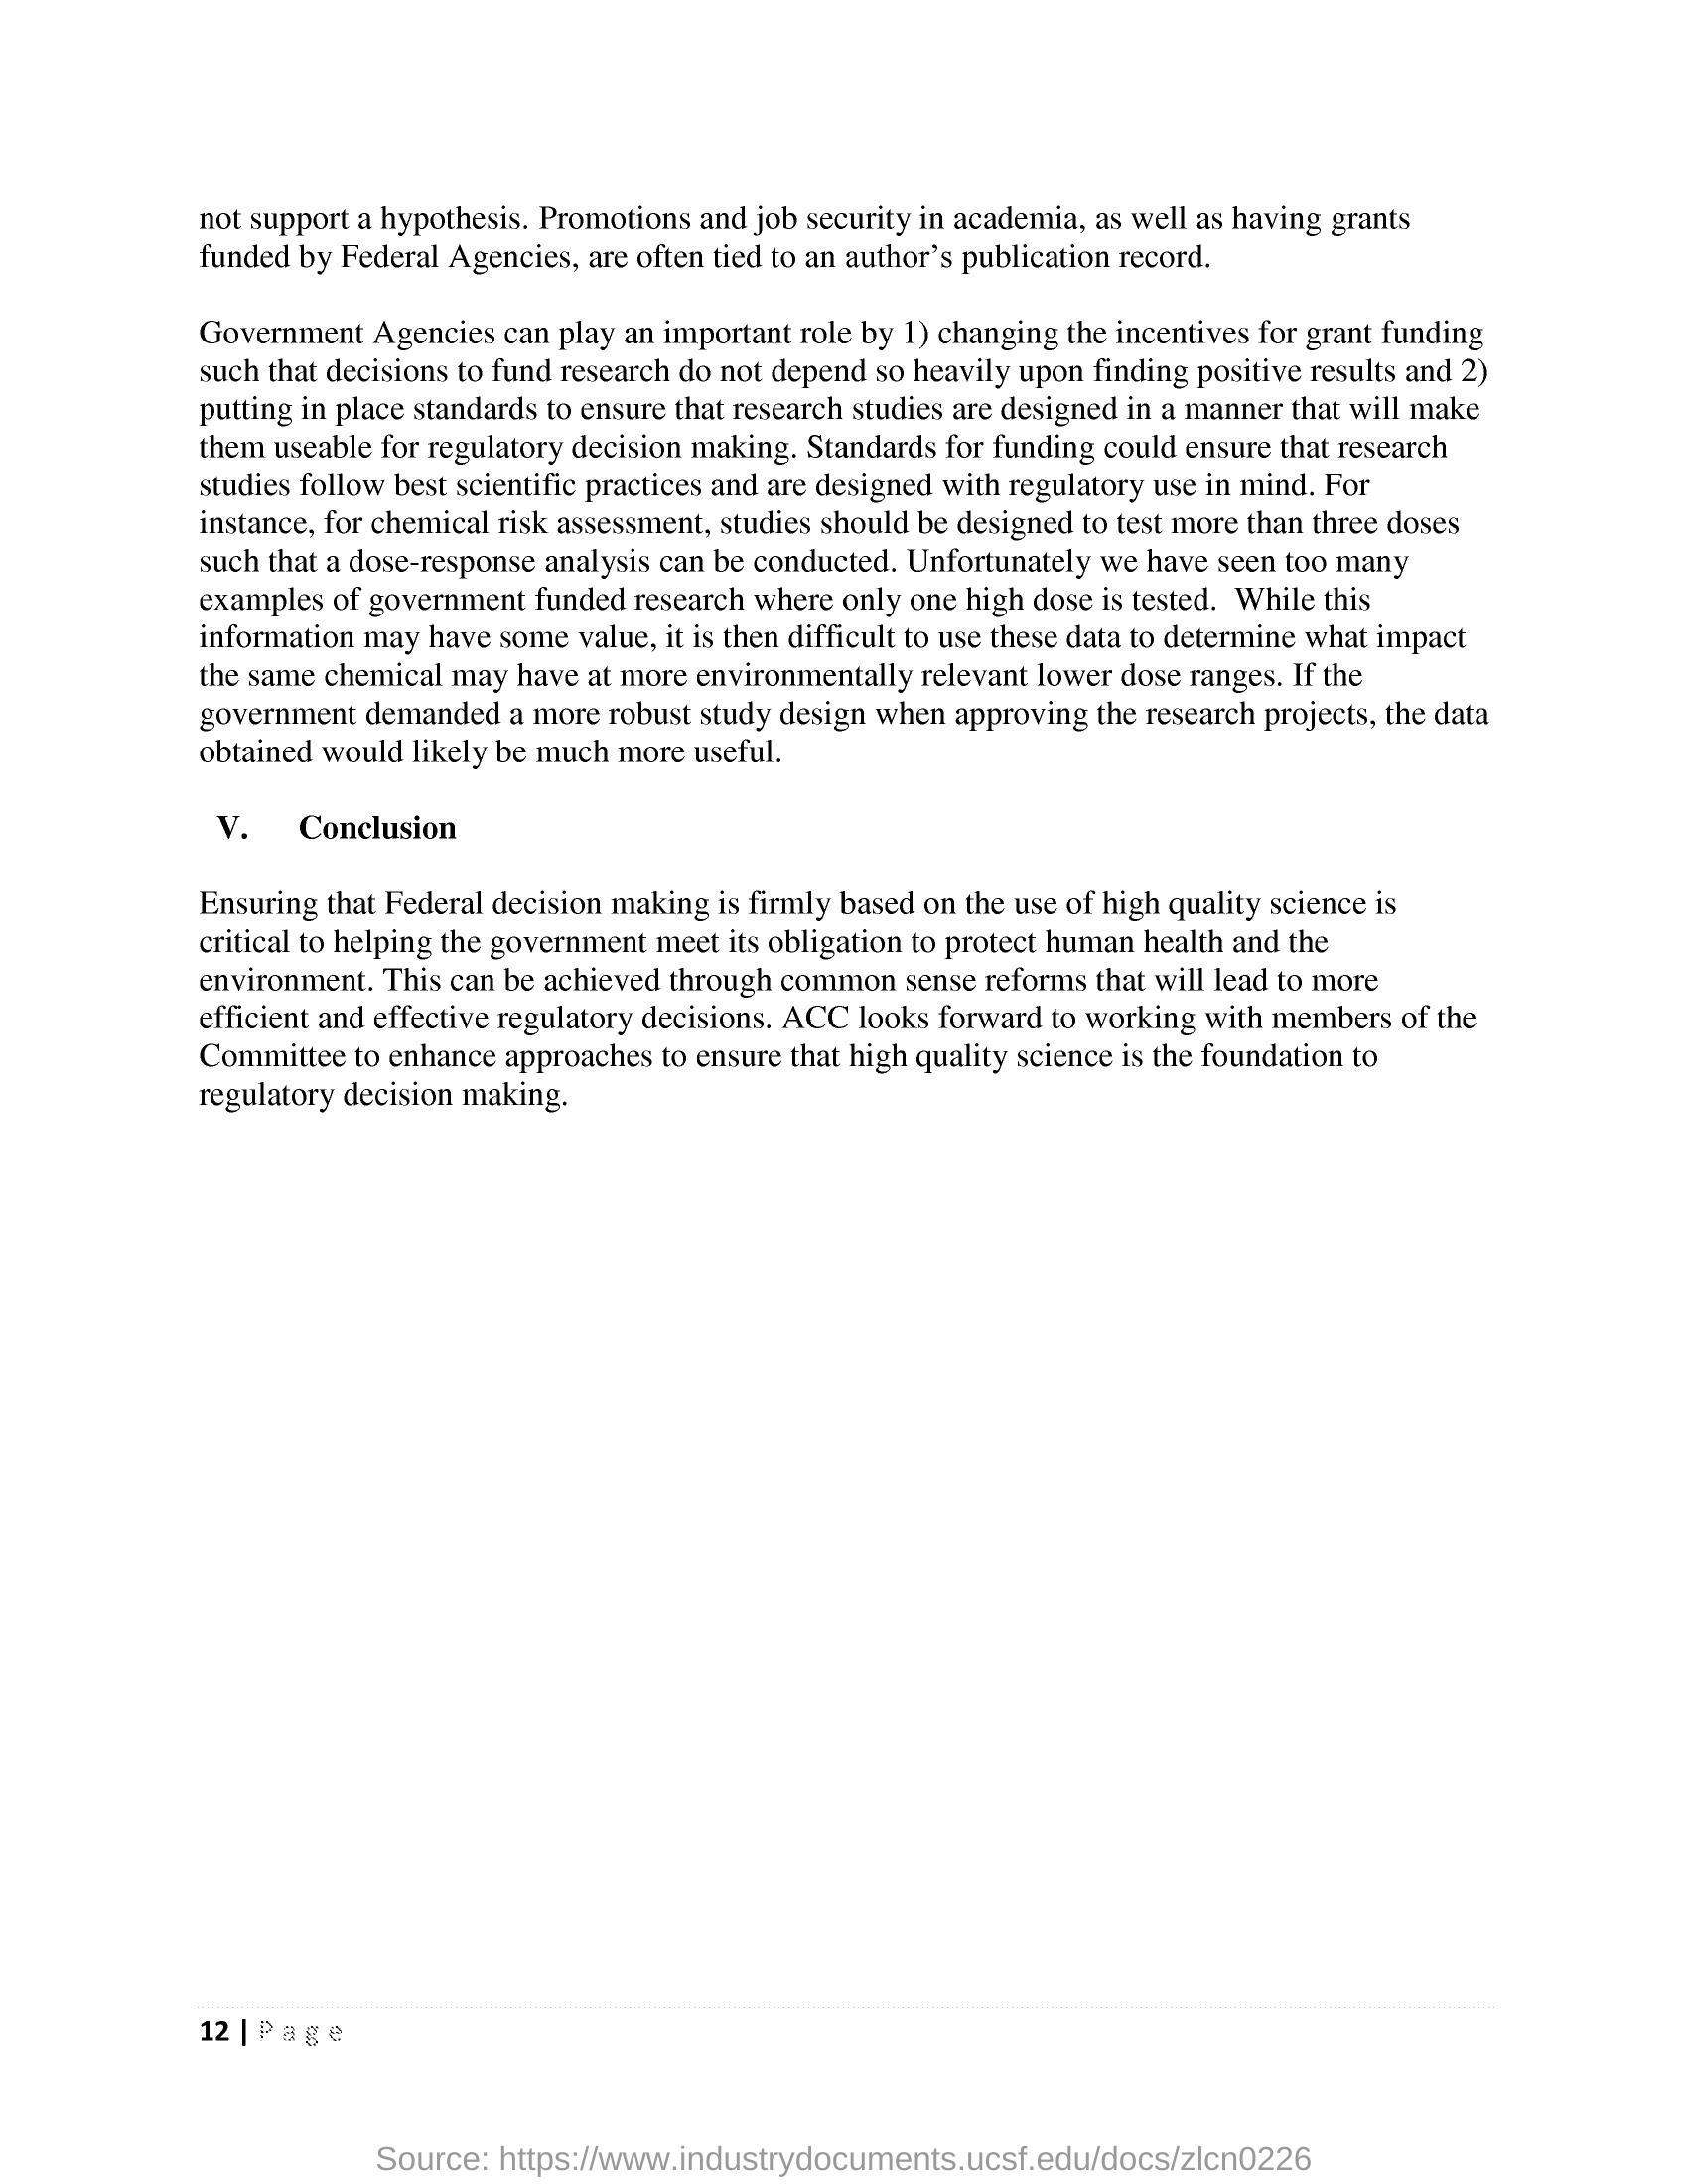 not support a hypothesis. Promotions and job security in academia, as well as having grants
funded by Federal Agencies, are often tied to an author’s publication record.
Government Agencies can play an important role by 1) changing the incentives for grant funding
such that decisions to fund research do not depend so heavily upon finding positive results and 2)
putting in place standards to ensure that research studies are designed in a manner that will make
them useable for regulatory decision making. Standards for funding could ensure that research
studies follow best scientific practices and are designed with regulatory use in mind. For
instance, for chemical risk assessment, studies should be designed to test more than three doses
such that a dose-response analysis can be conducted. Unfortunately we have seen too many
examples of government funded research where only one high dose is tested.  While this
information may have some value, it is then difficult to use these data to determine what impact
the same chemical may have at more environmentally relevant lower dose ranges. If the
government demanded a more robust study design when approving the research projects, the data
obtained would likely be much more useful.
V. Conclusion
Ensuring that Federal decision making is firmly based on the use of high quality science is
critical to helping the government meet its obligation to protect human health and the
environment. This can be achieved through common sense reforms that will lead to more
efficient and effective regulatory decisions. ACC looks forward to working with members of the
Committee to enhance approaches to ensure that high quality science is the foundation to
regulatory decision making.
12 | P a g e
Source: https://www.industrydocuments.ucsf.edu/docs/zlcn0226